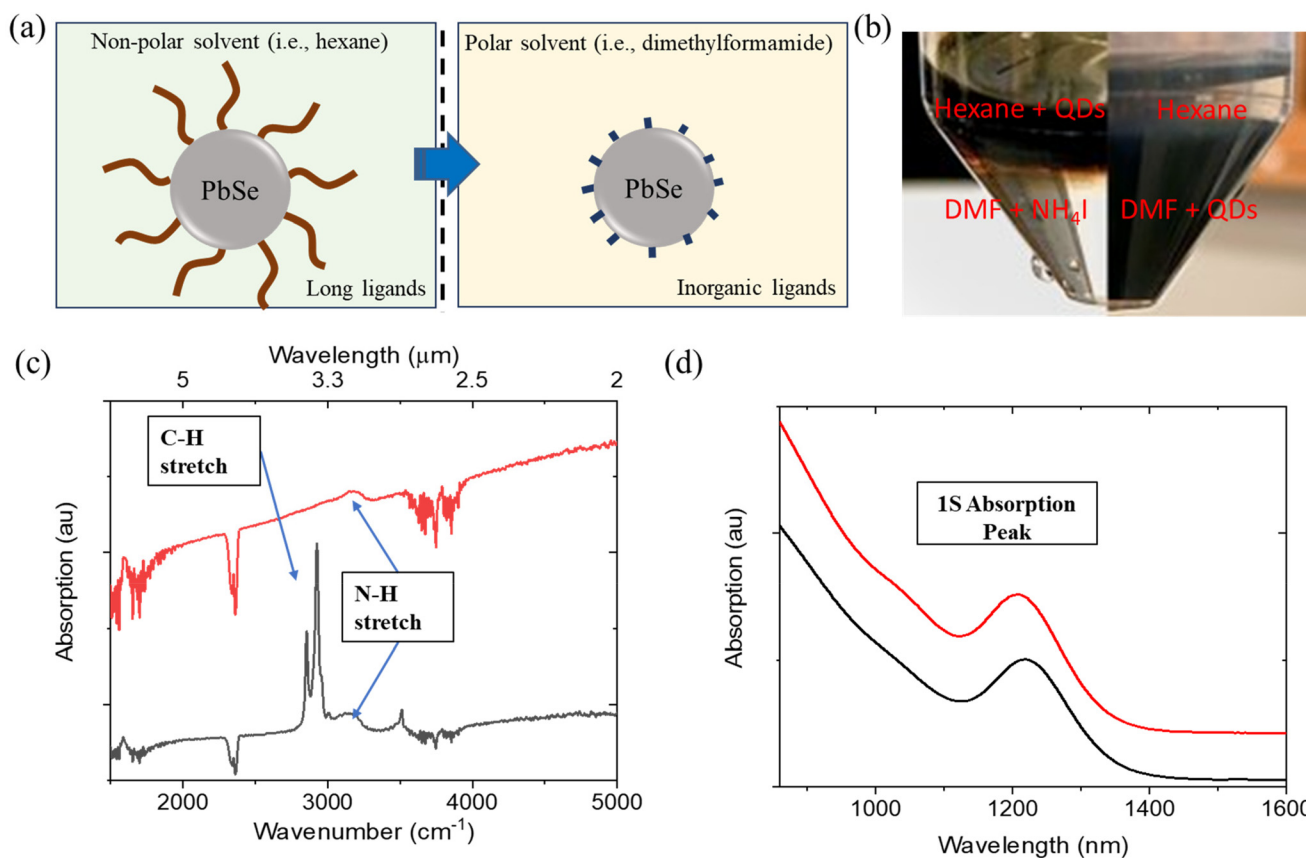 (a)
Non-polar solvent (i.e., hexane)
PbSe
Long ligands
Polar solvent (i.e., dimethylformamide)
PbSe
Inorganic ligands
(b)
Hexane + QDs
Hexane
DMF + NH₄I
DMF + QDs
(c)
Wavelength (μm)
5
3.3
2.5
2
C-H
stretch
N-H
stretch
Absorption (au)
2000
3000
4000
5000
Wavenumber (cm⁻¹)
(d)
1S Absorption
Peak
Absorption (au)
1000
1200
1400
1600
Wavelength (nm)